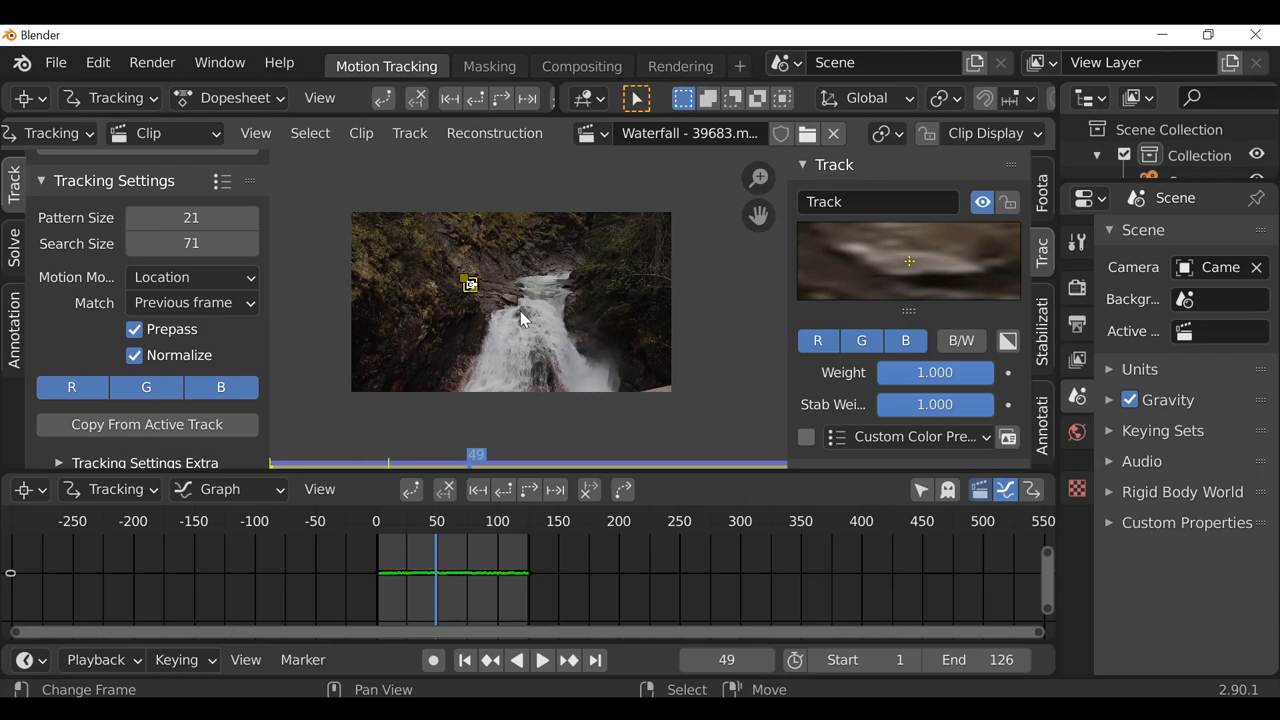 Blender
File Edit Render Window Help Motion Tracking Masking Compositing Rendering + Scene View Layer
Tracking Dopesheet View Global
Tracking Clip View Select Clip Track Reconstruction Waterfall - 39683.m... Clip Display
Scene Collection
Collection
Track
Solve
Annotation
Tracking Settings
Pattern Size 21
Search Size 71
Motion Mo... Location
Match Previous frame
Prepass
Normalize
R G B
Copy From Active Track
Tracking Settings Extra
49
Track
Track
R G B B/W
Weight 1.000
Stab Wei... 1.000
Custom Color Pre...
Foota
Trac
Stabilizati
Annotati
Scene
Scene
Camera Came
Backgr...
Active ...
Units
Gravity
Keying Sets
Audio
Rigid Body World
Custom Properties
Tracking Graph View
-250 -200 -150 -100 -50 0 50 100 150 200 250 300 350 400 450 500 550
0
Playback Keying View Marker 49 Start 1 End 126
Change Frame Pan View Select Move 2.90.1